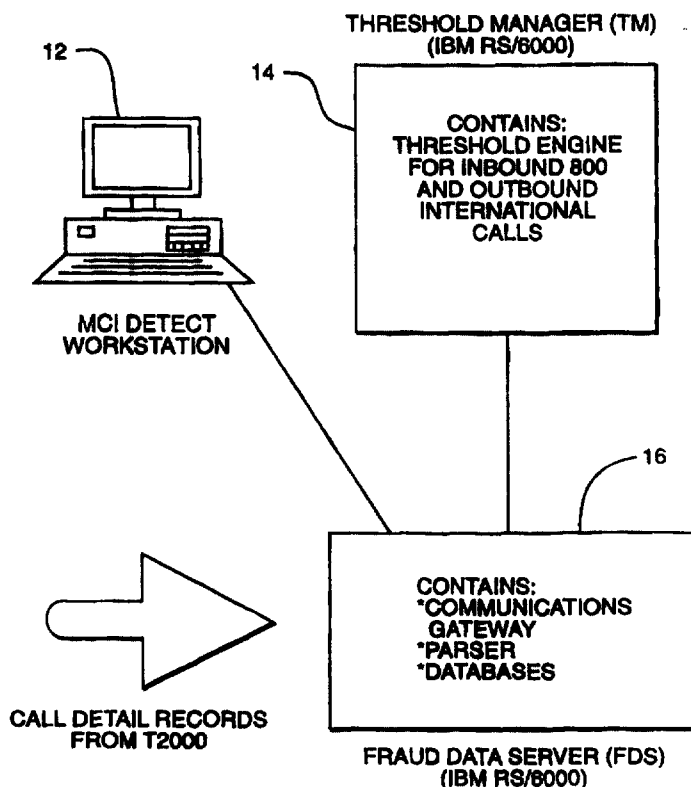 THRESHOLD MANAGER (TM)
(IBM RS/6000)
12
14
CONTAINS:
THRESHOLD ENGINE
FOR INBOUND 800
AND OUTBOUND
INTERNATIONAL
CALLS
MCI DETECT
WORKSTATION
16
CONTAINS:
*COMMUNICATIONS
GATEWAY
*PARSER
*DATABASES
CALL DETAIL RECORDS
FROM T2000
FRAUD DATA SERVER (FDS)
(IBM RS/6000)